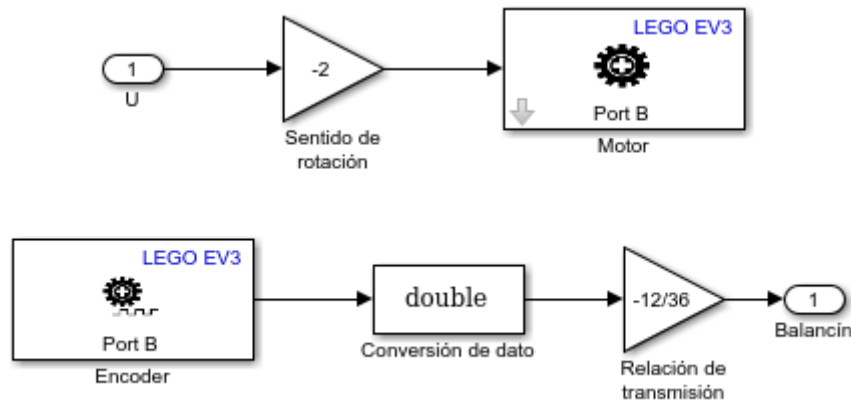 LEGO EV3
1
-2
Port B
U
Sentido de
rotación
Motor
LEGO EV3
double
-12/36
1
Port B
Balancín
Encoder
Conversión de dato
Relación de
transmisión